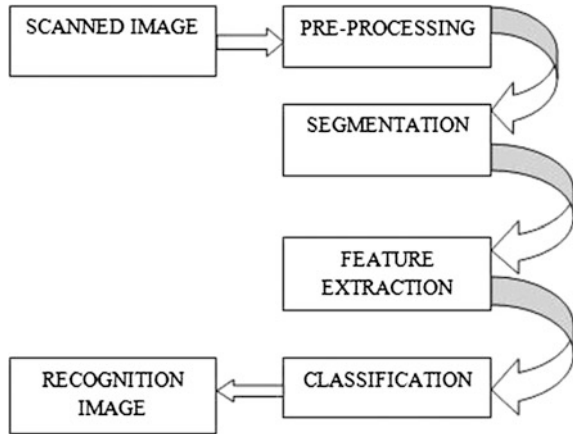 SCANNED IMAGE
PRE-PROCESSING
SEGMENTATION
FEATURE
EXTRACTION
CLASSIFICATION
RECOGNITION
IMAGE